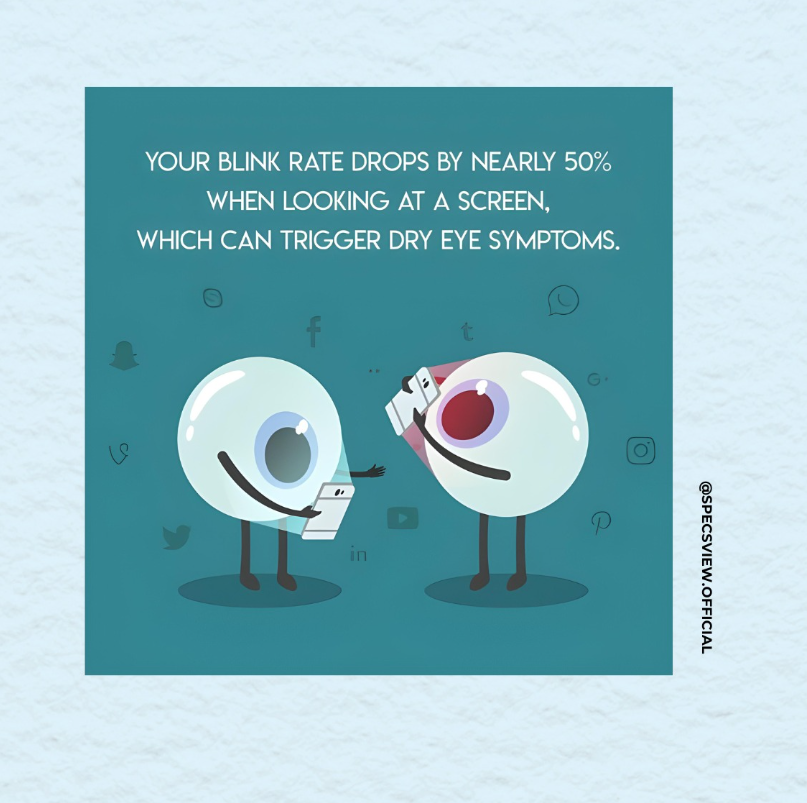 YOUR BLINK RATE DROPS BY NEARLY 50%
WHEN LOOKING AT A SCREEN,
WHICH CAN TRIGGER DRY EYE SYMPTOMS.
f
t
G+
in
@SPECSVIEW.OFFICIAL